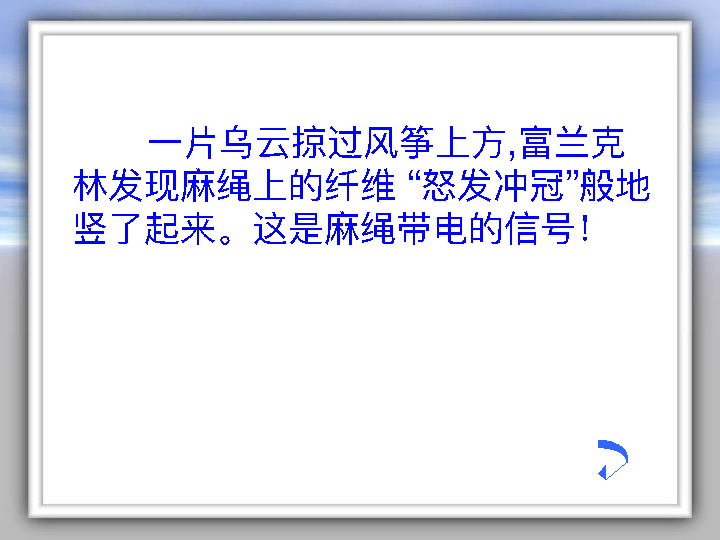 一片乌云掠过风筝上方,富兰克
林发现麻绳上的纤维 “怒发冲冠”般地
竖了起来。这是麻绳带电的信号！